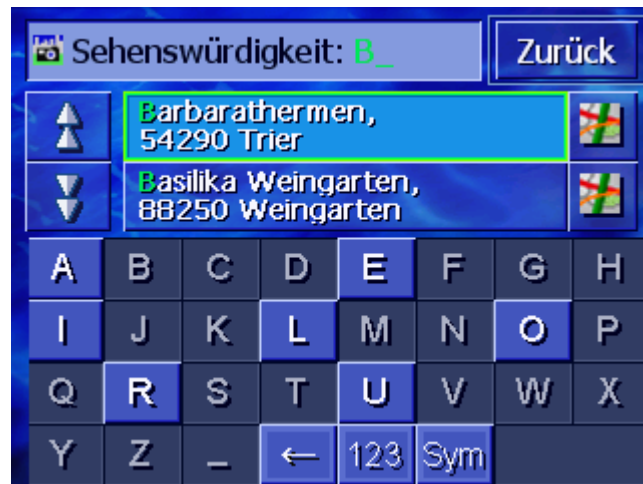 Sehenswürdigkeit: B_
Zurück
Barbarathermen,
54290 Trier
Basilika Weingarten,
88250 Weingarten
A B C D E F G H
I J K L M N O P
Q R S T U V W X
Y Z _ ← 123 Sym